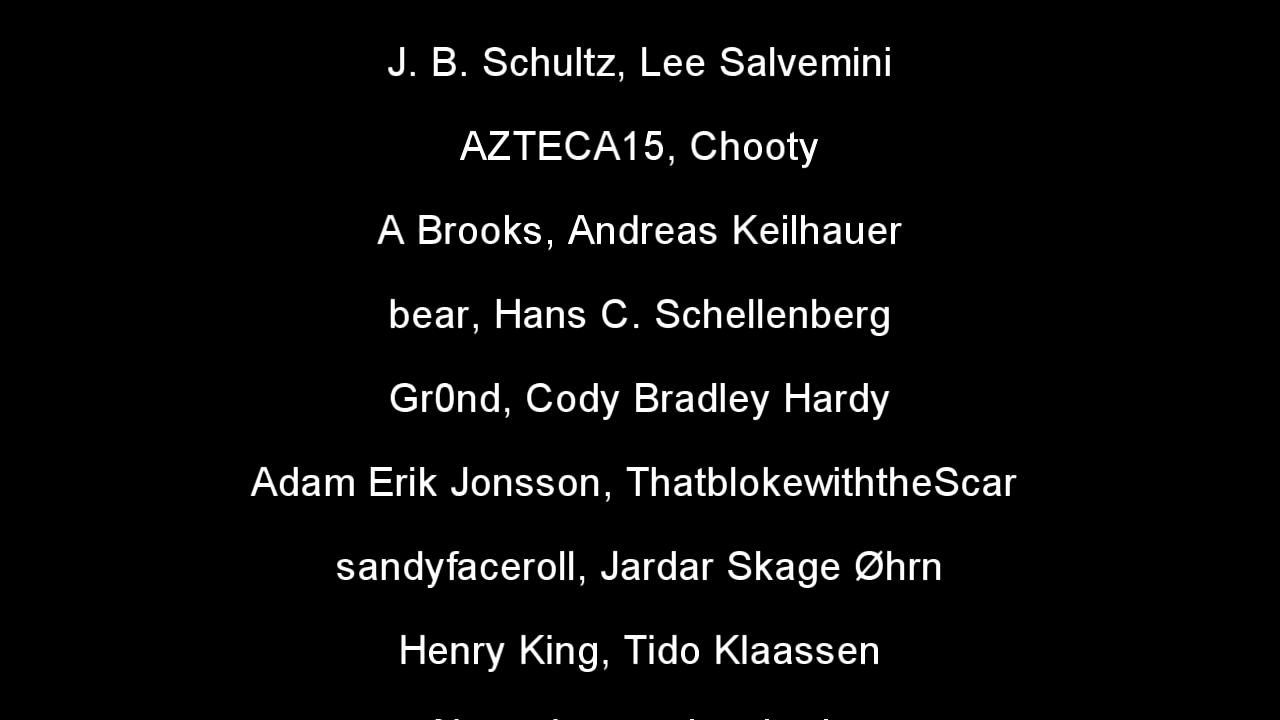 J. B. Schultz, Lee Salvemini
AZTECA15, Chooty
A Brooks, Andreas Keilhauer
bear, Hans C. Schellenberg
Gr0nd, Cody Bradley Hardy
Adam Erik Jonsson, ThatblokewiththeScar
sandyfaceroll, Jardar Skage Øhrn
Henry King, Tido Klaassen